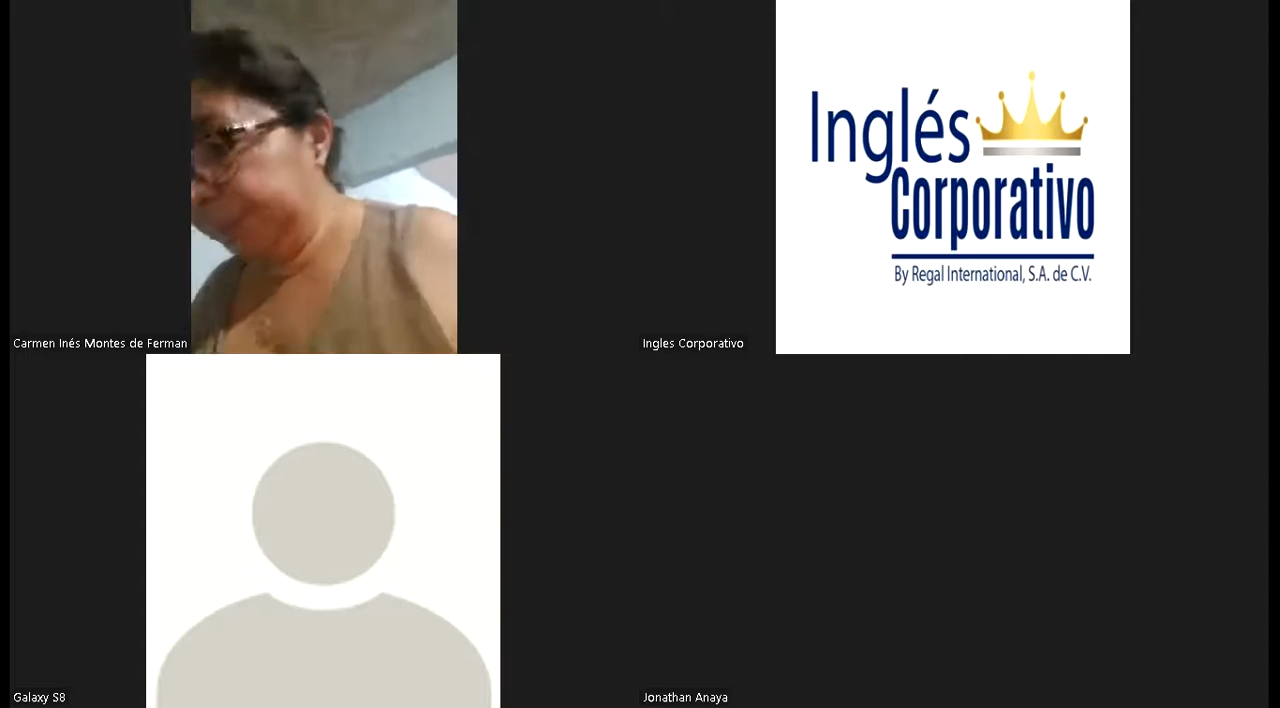 Inglés
Corporativo
By Regal International, S.A. de C.V.
Carmen Inés Montes de Ferman
Ingles Corporativo
Galaxy S8
Jonathan Anaya